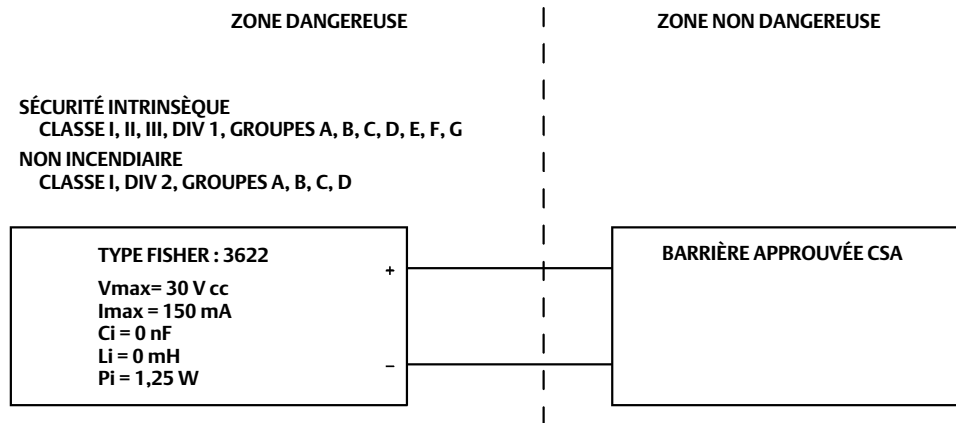 ZONE DANGEREUSE
ZONE NON DANGEREUSE
SÉCURITÉ INTRINSÈQUE
CLASSE I, II, III, DIV 1, GROUPES A, B, C, D, E, F, G
NON INCENDIAIRE
CLASSE I, DIV 2, GROUPES A, B, C, D
TYPE FISHER : 3622
Vmax= 30 V cc
Imax = 150 mA
Ci = 0 nF
Li = 0 mH
Pi = 1,25 W
+
–
BARRIÈRE APPROUVÉE CSA